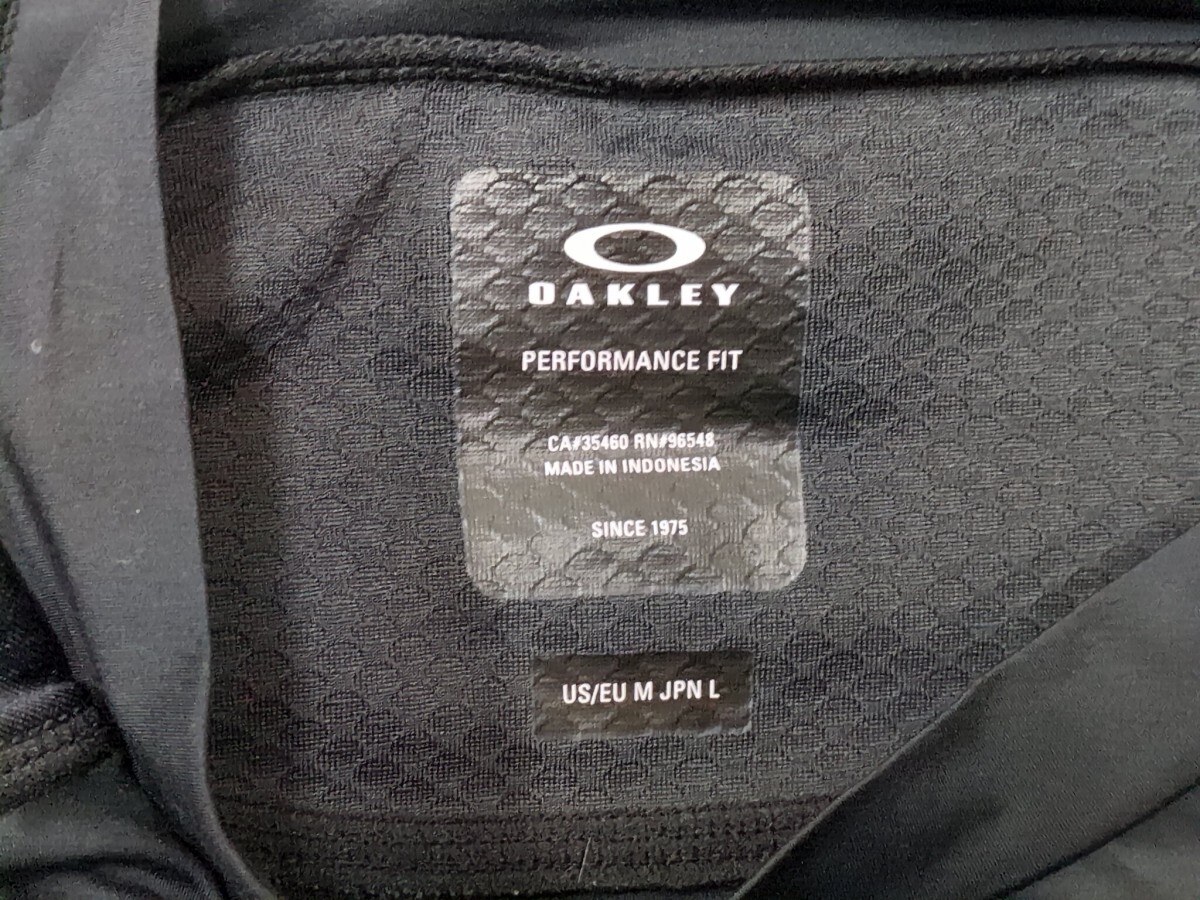 OAKLEY
PERFORMANCE FIT
CA#35460 RN#96548
MADE IN INDONESIA
SINCE 1975
US/EU M JPN L